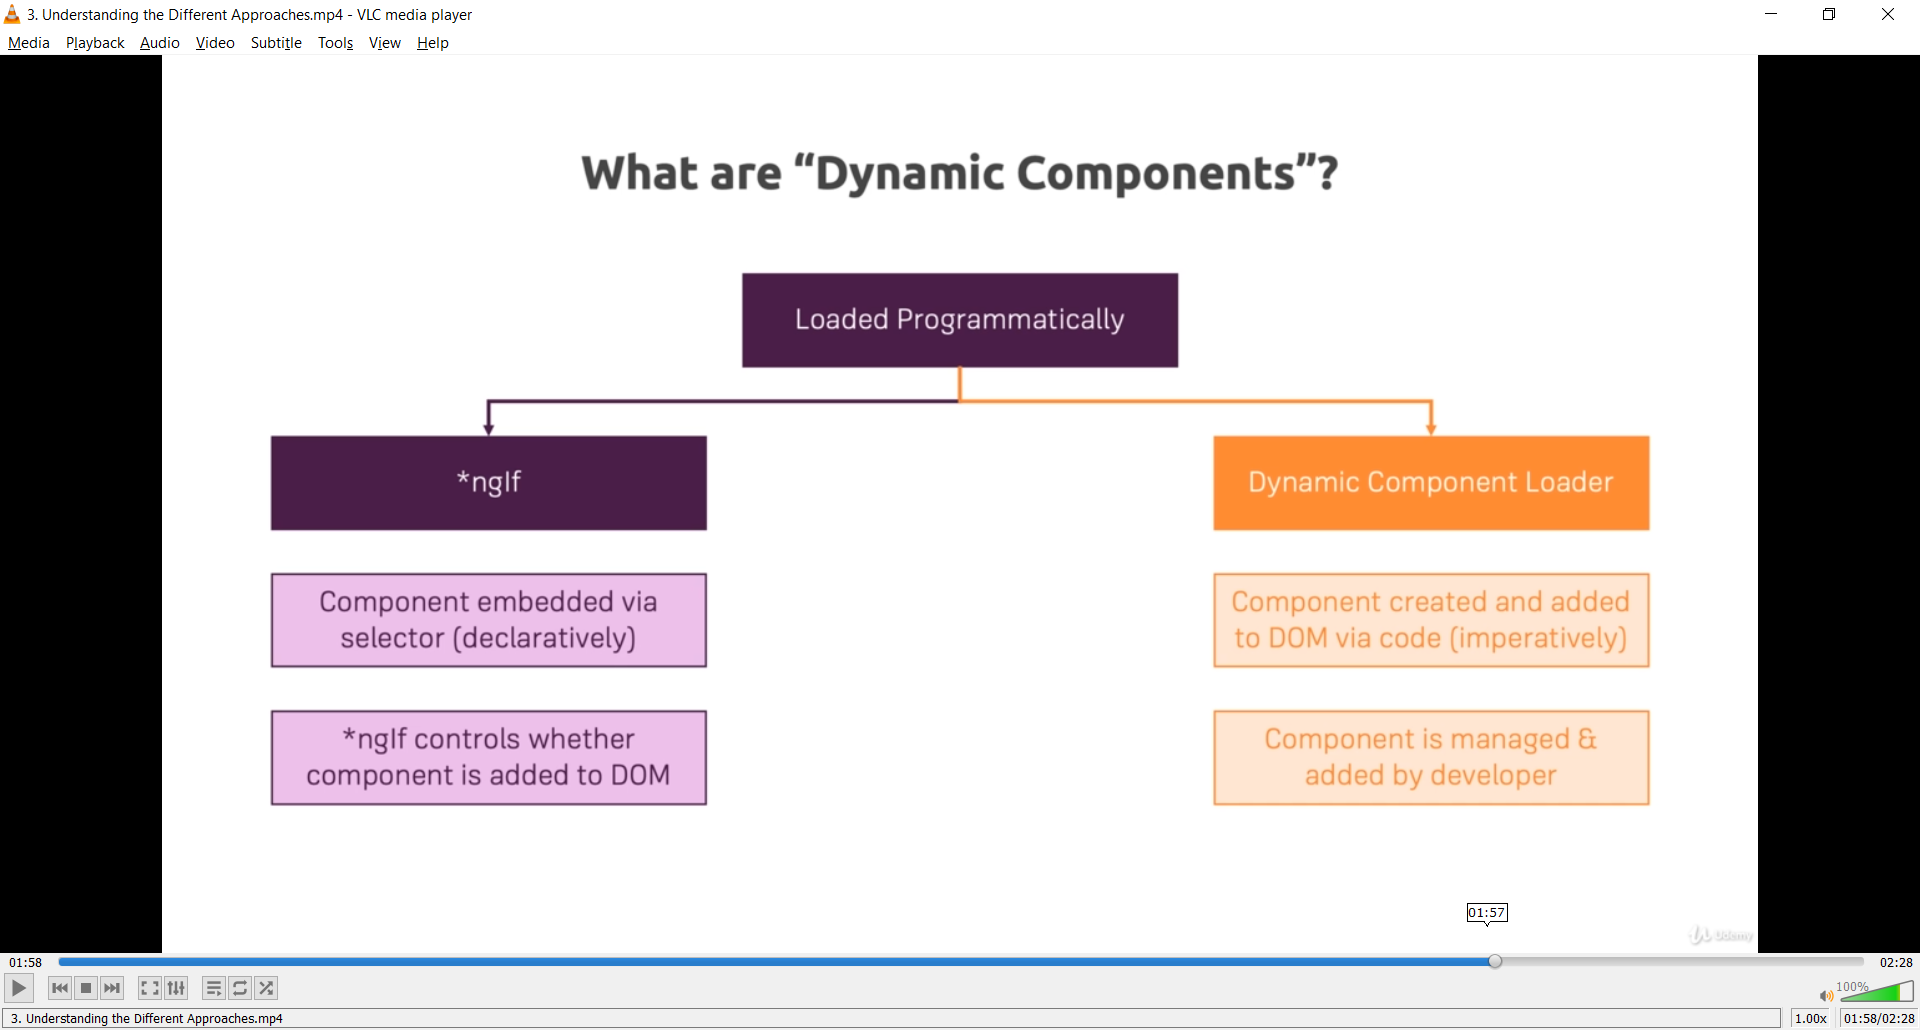 3. Understanding the Different Approaches.mp4 - VLC media player
Media Playback Audio Video Subtitle Tools View Help
What are “Dynamic Components”?
Loaded Programmatically
*ngIf
Dynamic Component Loader
Component embedded via
selector (declaratively)
Component created and added
to DOM via code (imperatively)
*ngIf controls whether
component is added to DOM
Component is managed &
added by developer
01:57
Udemy
01:58
02:28
100%
3. Understanding the Different Approaches.mp4
1.00x
01:58/02:28